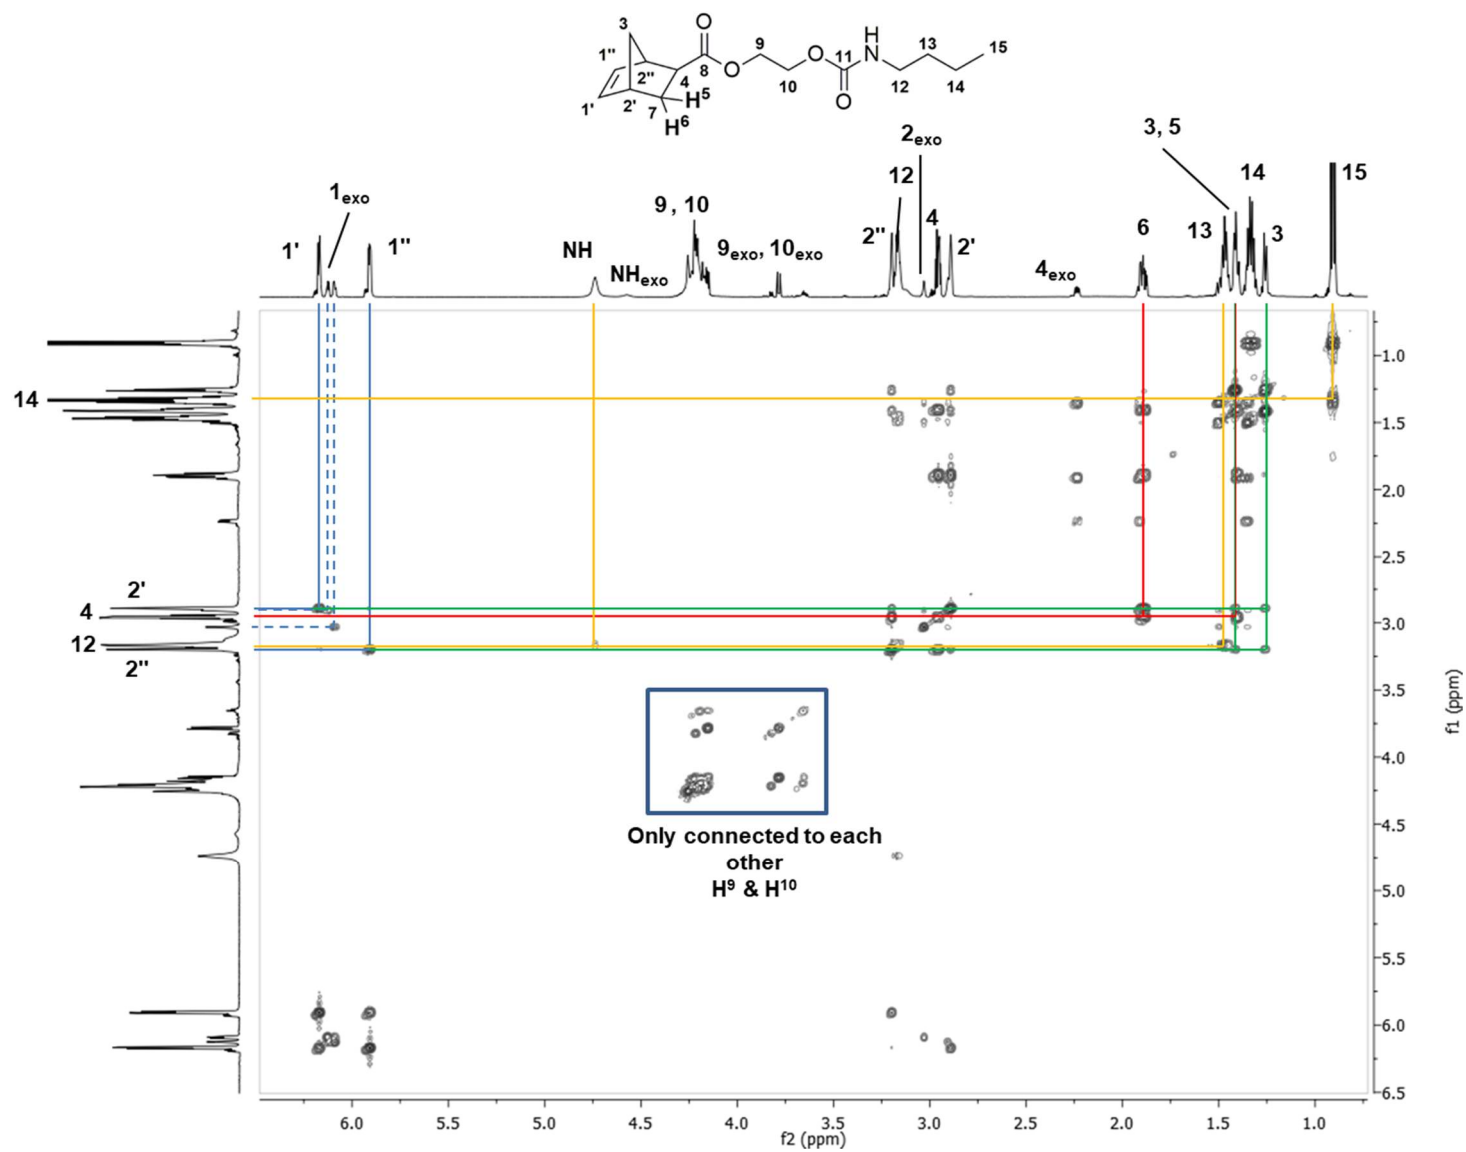 3
O
H
9
O
13
15
1''
11
N
8
O
2''
4
10
12
14
O
1'
2'
7
H5
H6
3, 5
2exo
14
15
12
1exo
9, 10
4
6
13
3
1'
1''
NH
9exo, 10exo
2''
2'
NHexo
4exo
1.0
14
1.5
2.0
2.5
2'
4
3.0
12
2''
3.5
4.0
Only connected to each
other
H9 & H10
4.5
5.0
5.5
6.0
6.5
f1 (ppm)
6.0 5.5 5.0 4.5 4.0 3.5 3.0 2.5 2.0 1.5 1.0
f2 (ppm)